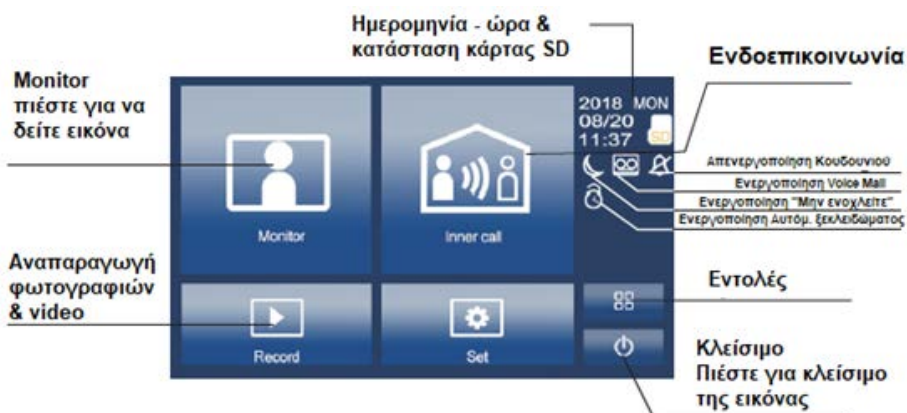 Ημερομηνία - ώρα &
κατάσταση κάρτας SD
Ενδοεπικοινωνία
Monitor
πιέστε για να
δείτε εικόνα
2018 MON
08/20
11:37
SD
Απενεργοποίηση Κουδουνιού
Ενεργοποίηση Voice Mail
Ενεργοποίηση "Μην ενοχλείτε"
Ενεργοποίηση Αυτόμ. ξεκλειδώματος
Monitor
Inner call
Αναπαραγωγή
φωτογραφιών
& video
Εντολές
Record
Set
Κλείσιμο
Πιέστε για κλείσιμο
της εικόνας